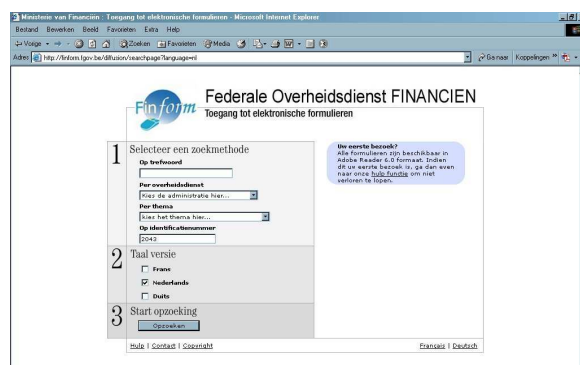 Ministerie van Financiën : Toegang tot elektronische formulieren - Microsoft Internet Explorer
Bestand Bewerken Beeld Favorieten Extra Help
Vorige Zoeken Favorieten Media
Adres http://finform.fgov.be/diffusion/searchpage?language=nl Ga naar Koppelingen »
Finform
Federale Overheidsdienst FINANCIEN
Toegang tot elektronische formulieren
1 Selecteer een zoekmethode
Op trefwoord
Per overheidsdienst
Kies de administratie hier...
Per thema
kies het thema hier...
Op identificatienummer
2043
Uw eerste bezoek?
Alle formulieren zijn beschikbaar in
Adobe Reader 6.0 formaat. Indien
dit uw eerste bezoek is, ga dan even
naar onze hulp functie om niet
verloren te lopen.
2 Taal versie
Frans
Nederlands
Duits
3 Start opzoeking
Opzoeken
Hulp | Contact | Copyright Français | Deutsch